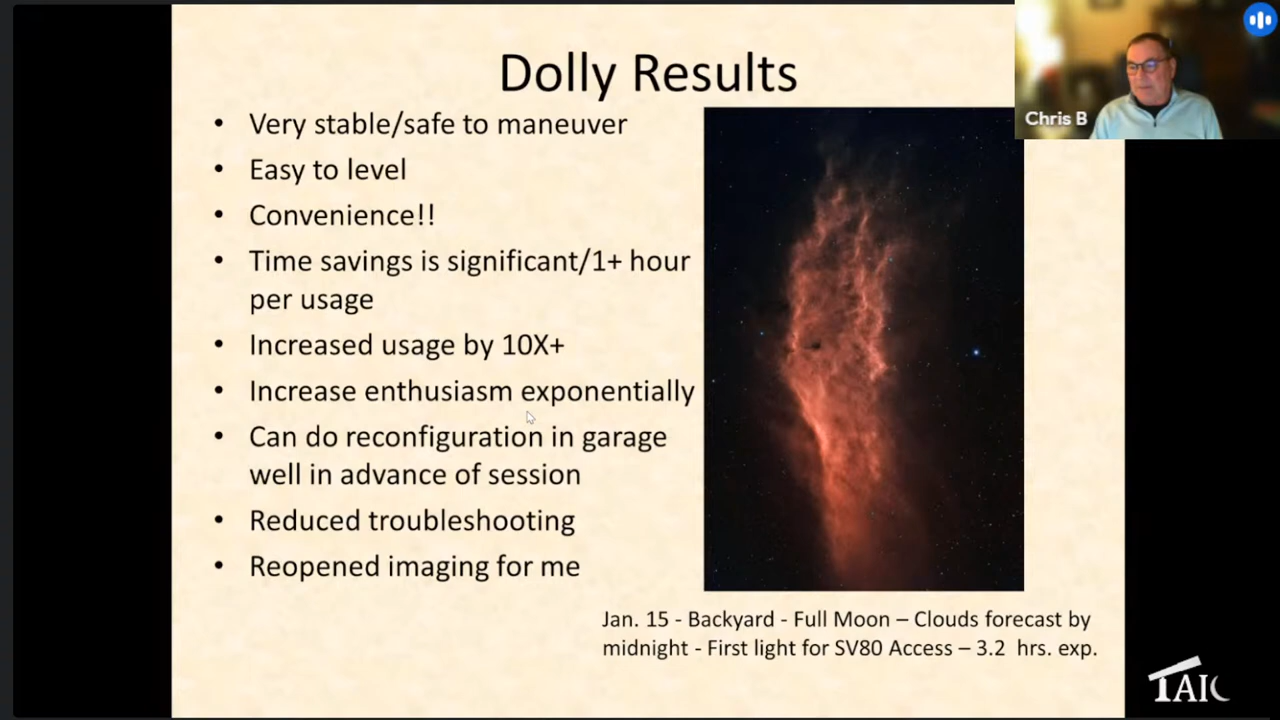 Dolly Results
Chris B
• Very stable/safe to maneuver
• Easy to level
• Convenience!!
• Time savings is significant/1+ hour
per usage
• Increased usage by 10X+
• Increase enthusiasm exponentially
• Can do reconfiguration in garage
well in advance of session
• Reduced troubleshooting
• Reopened imaging for me
Jan. 15 - Backyard - Full Moon – Clouds forecast by
midnight - First light for SV80 Access – 3.2 hrs. exp.
TAIC